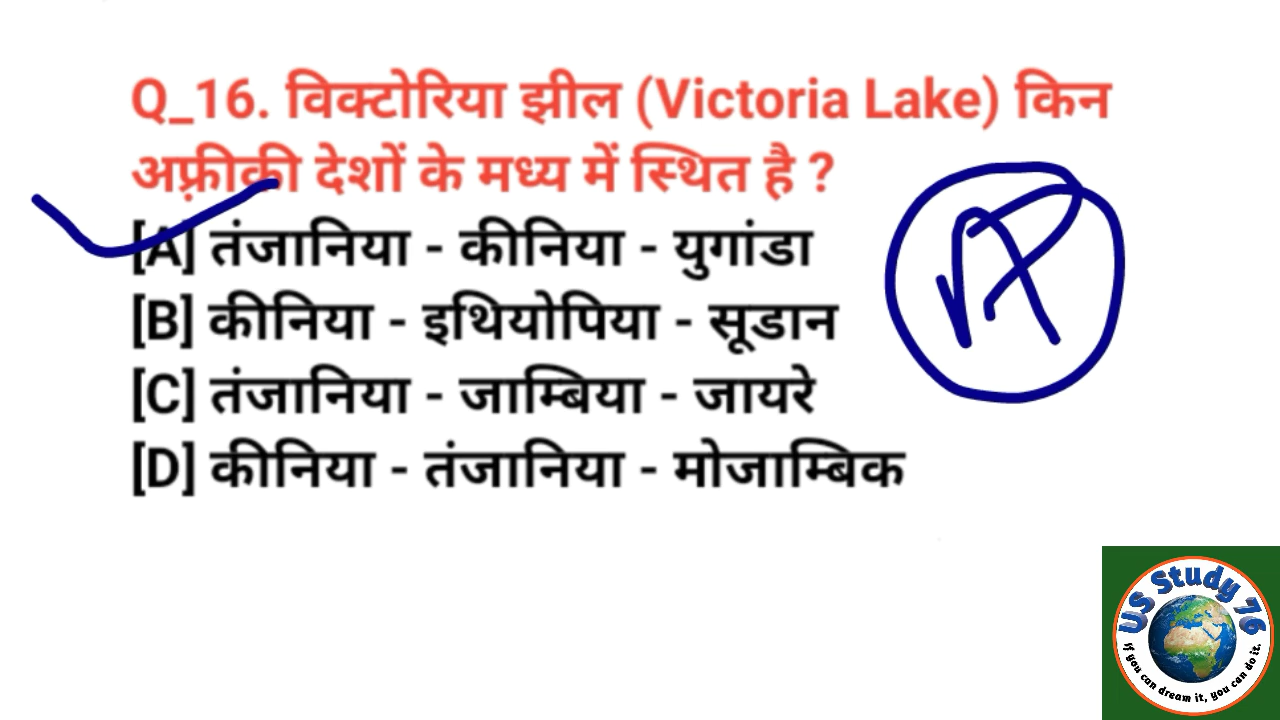 Q_16. विक्टोरिया झील (Victoria Lake) किन
अफ़्रीकी देशों के मध्य में स्थित है ?
[A] तंजानिया - कीनिया - युगांडा
[B] कीनिया - इथियोपिया - सूडान
[C] तंजानिया - जाम्बिया - जायरे
[D] कीनिया - तंजानिया - मोजाम्बिक
US Study 76
If you can dream it, you can do it.